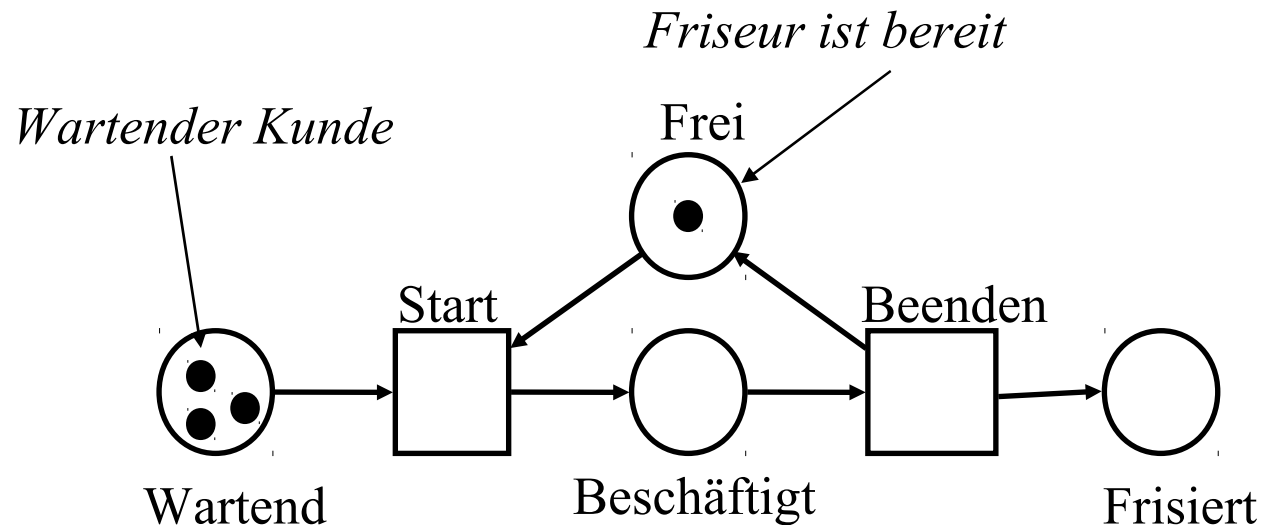 Friseur ist bereit
Wartender Kunde
Frei
Start
Beenden
Wartend
Beschäftigt
Frisiert